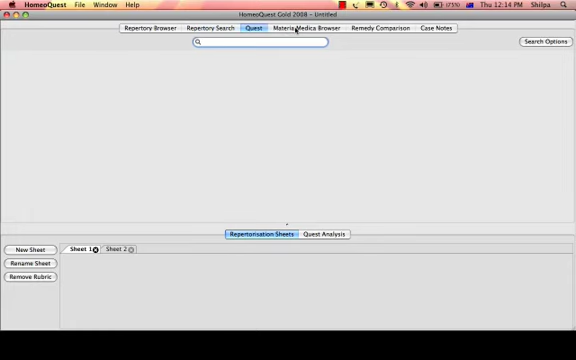 HomeoQuest File Window Help (71%) Thu 12:14 PM Shilpa
HomeoQuest Gold 2008 - Untitled
Repertory Browser Repertory Search Quest Materia Medica Browser Remedy Comparison Case Notes
Search Options
Repertorisation Sheets Quest Analysis
New Sheet Sheet 1 Sheet 2
Rename Sheet
Remove Rubric